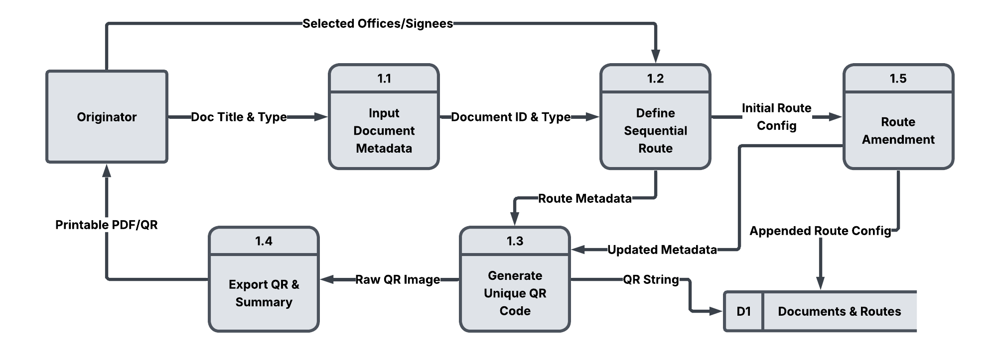 Selected Offices/Signees
Originator
Doc Title & Type
1.1
Input
Document
Metadata
Document ID & Type
1.2
Define
Sequential
Route
Initial Route
Config
1.5
Route
Amendment
Route Metadata
Printable PDF/QR
Appended Route Config
1.4
Export QR &
Summary
Raw QR Image
1.3
Generate
Unique QR
Code
Updated Metadata
QR String
D1
Documents & Routes